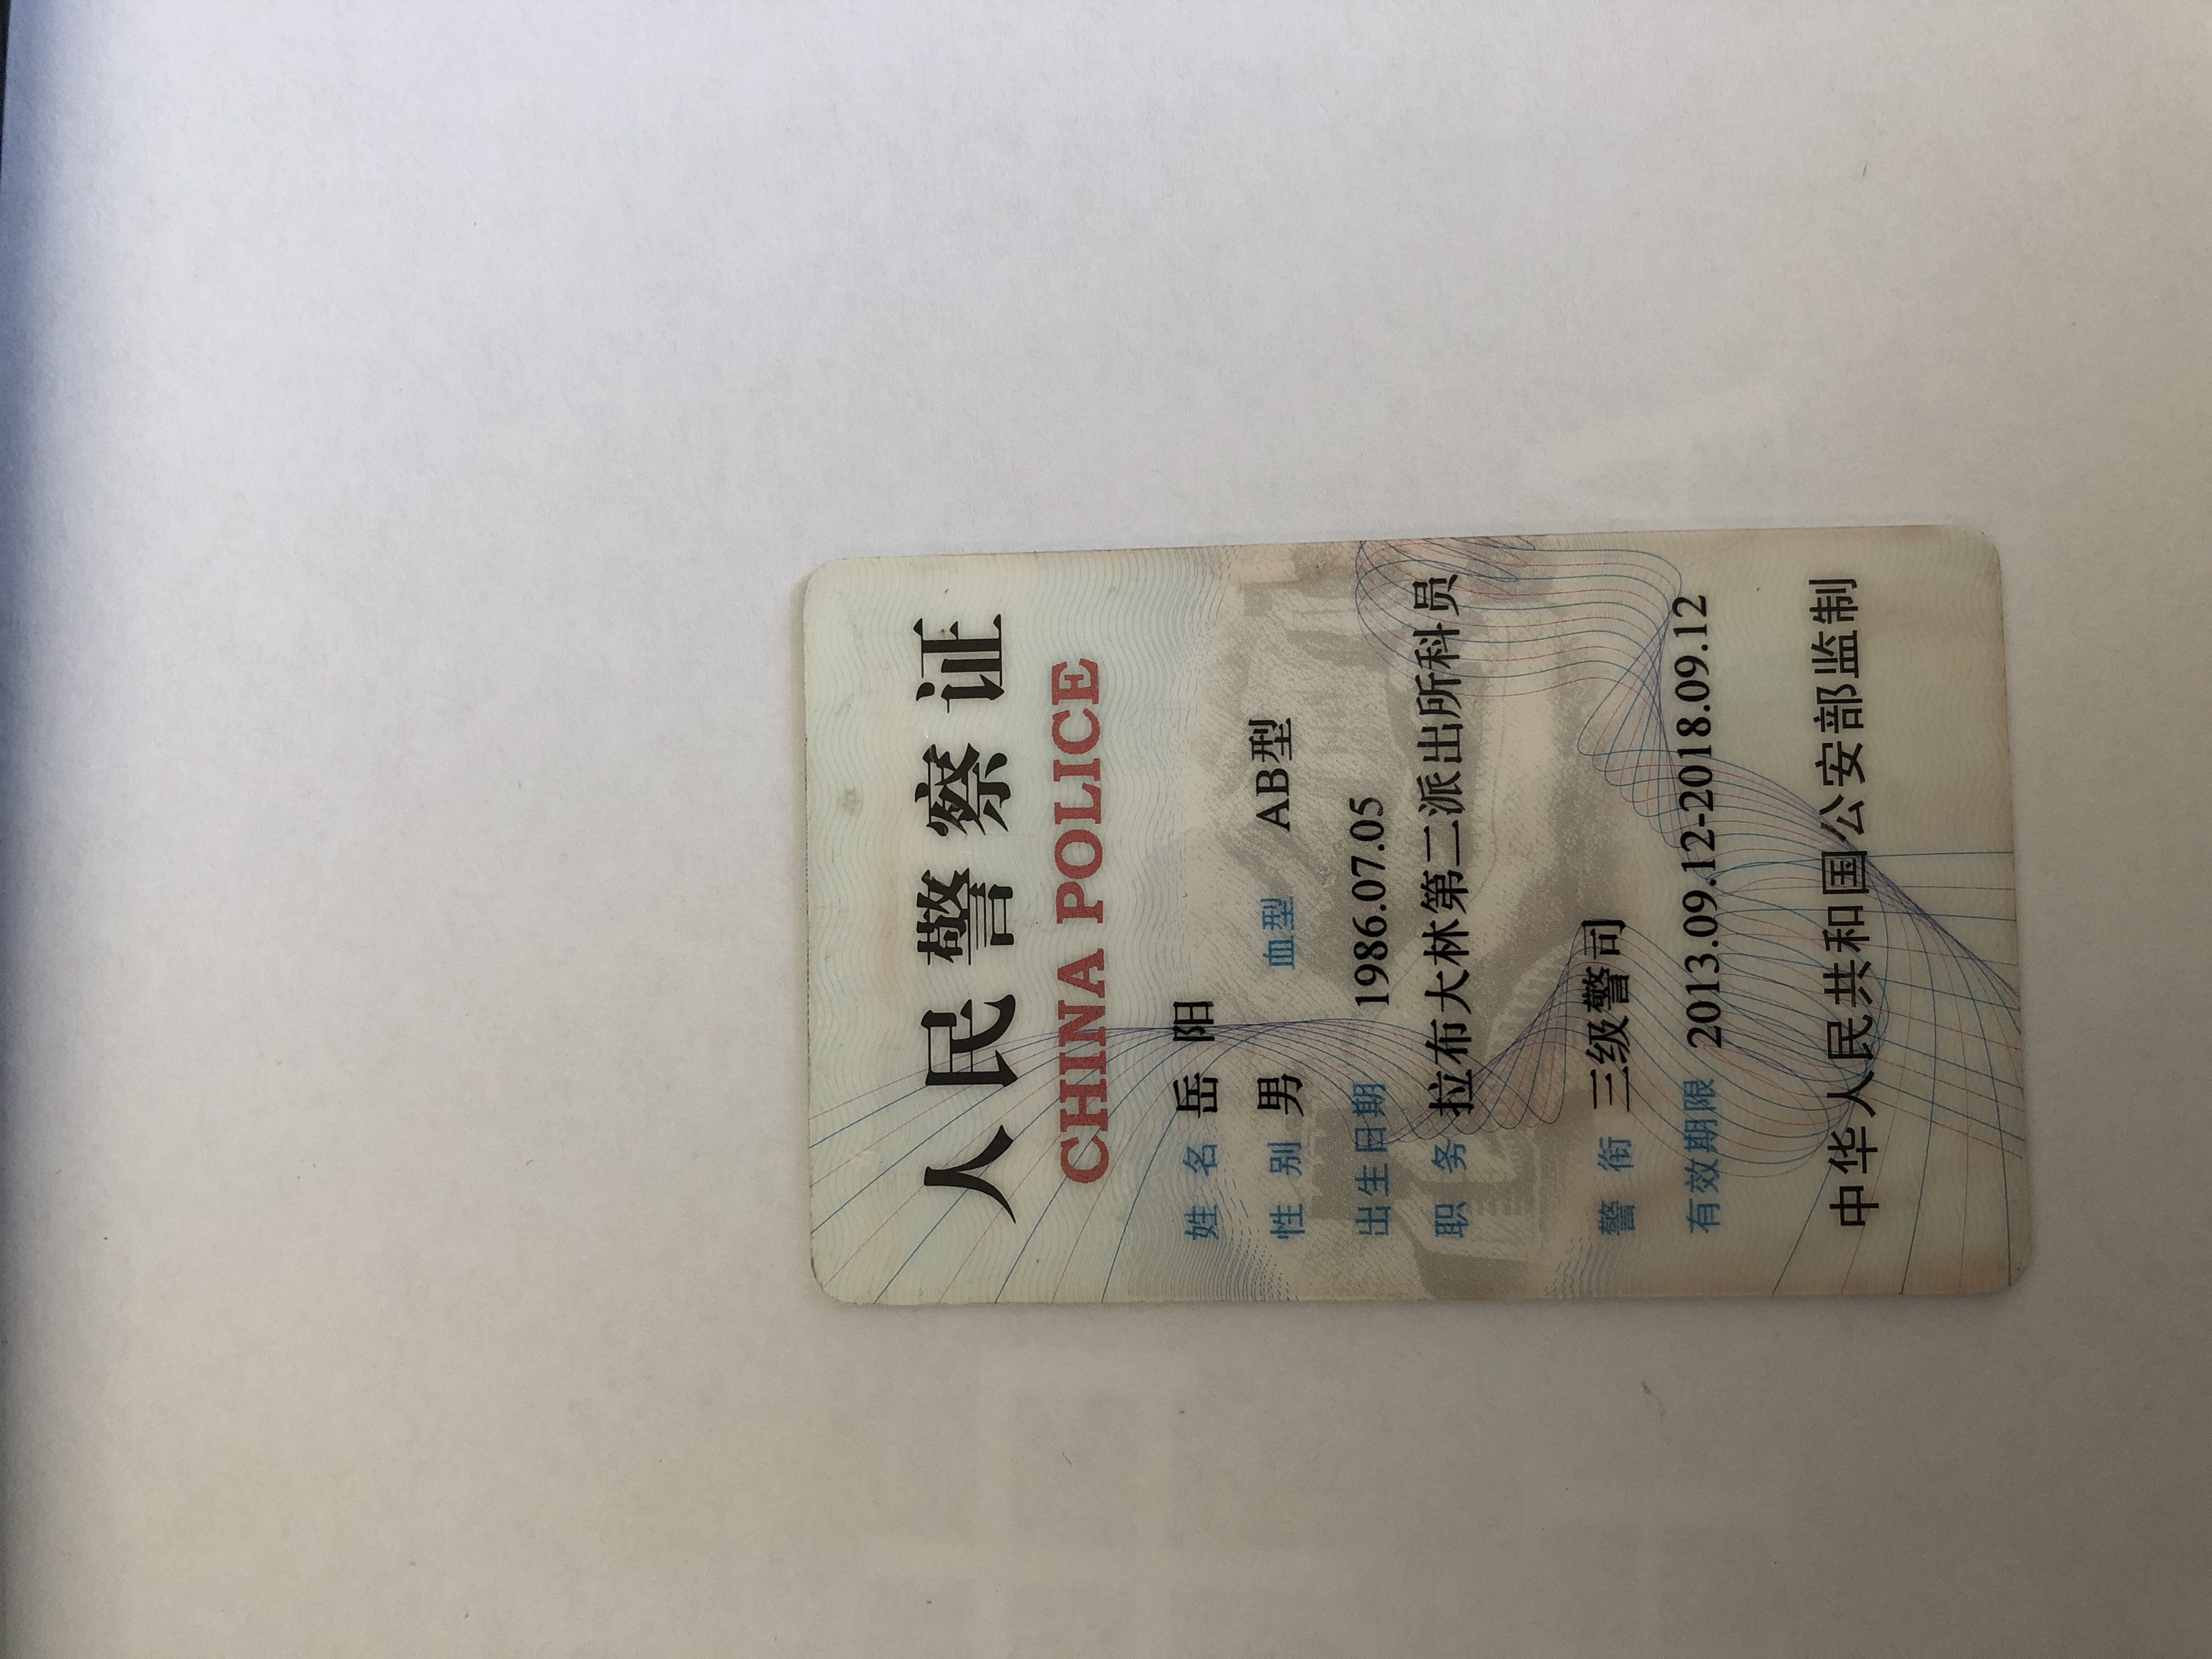 人民警察证
CHINA POLICE
姓名 岳阳
性别 男 血型 AB型
出生日期 1986.07.05
职务 拉布大林第二派出所科员
警衔 三级警司
有效期限 2013.09.12-2018.09.12
中华人民共和国公安部监制